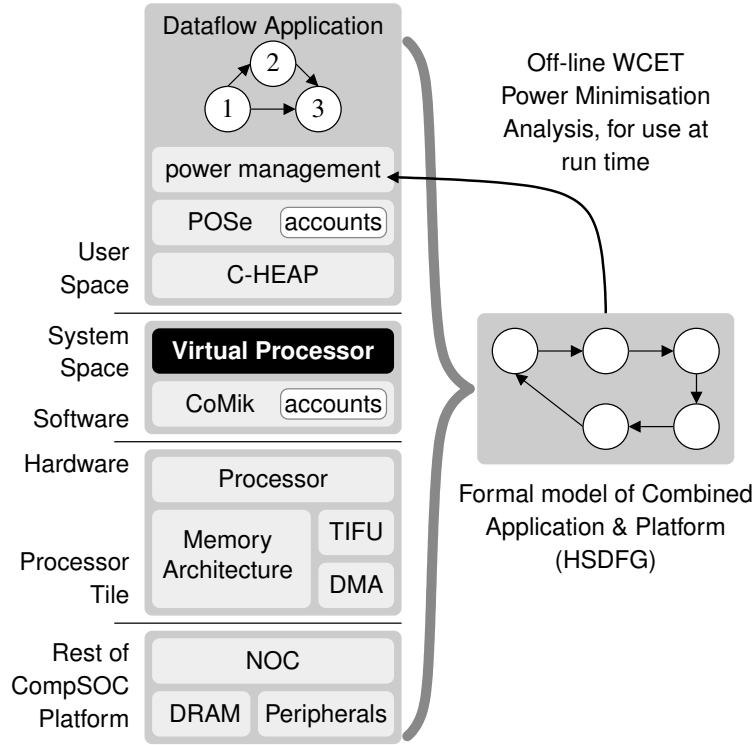 Dataflow Application
2
1
3
power management
POSe
accounts
C-HEAP
User
Space
System
Space
Virtual Processor
CoMik
accounts
Software
Hardware
Processor
Memory
Architecture
TIFU
DMA
Processor
Tile
Rest of
CompSOC
Platform
NOC
DRAM
Peripherals
Off-line WCET
Power Minimisation
Analysis, for use at
run time
Formal model of Combined
Application & Platform
(HSDFG)